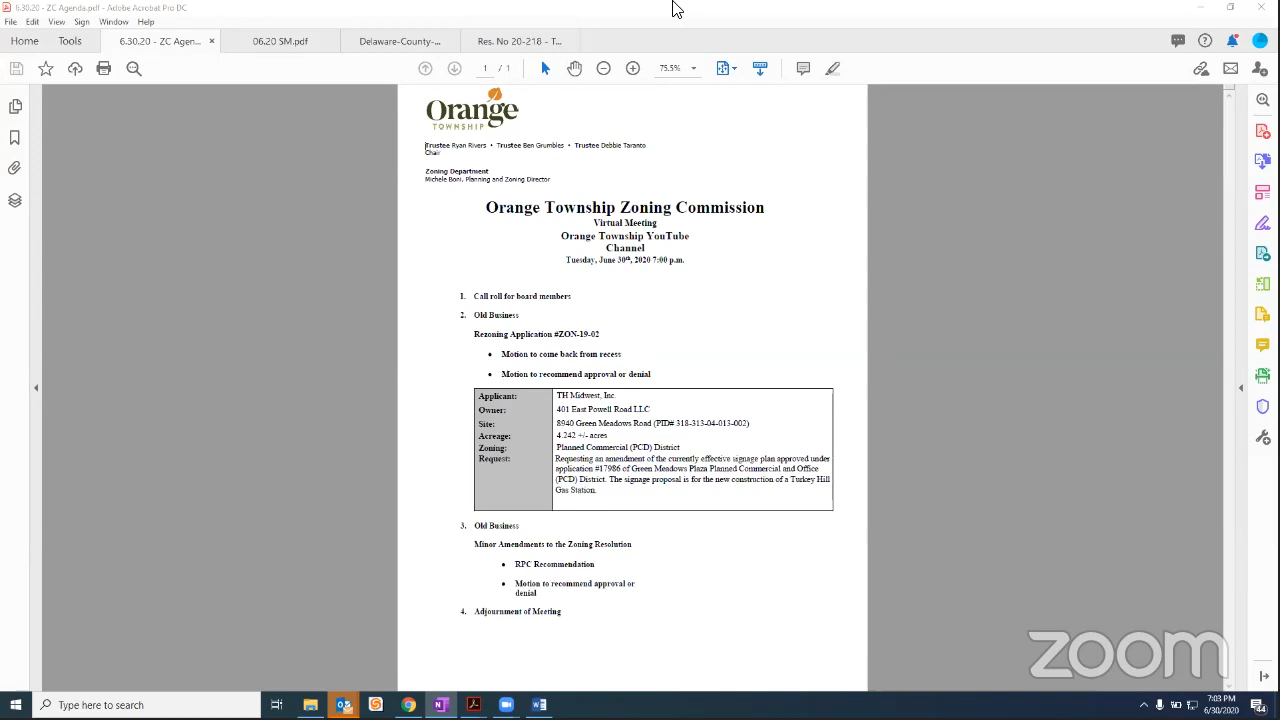 6.30.20 - ZC Agenda.pdf - Adobe Acrobat Pro DC
File Edit View Sign Window Help
Home Tools 6.30.20 - ZC Agen... × 06.20 SM.pdf Delaware-County-... Res. No 20-218 - T...
1 / 1 75.5%
Orange
TOWNSHIP
Trustee Ryan Rivers • Trustee Ben Grumbles • Trustee Debbie Taranto
Chair
Zoning Department
Michele Boni, Planning and Zoning Director
Orange Township Zoning Commission
Virtual Meeting
Orange Township YouTube
Channel
Tuesday, June 30th, 2020 7:00 p.m.
1. Call roll for board members
2. Old Business
Rezoning Application #ZON-19-02
• Motion to come back from recess
• Motion to recommend approval or denial
Applicant: TH Midwest, Inc.
Owner: 401 East Powell Road LLC
Site: 8940 Green Meadows Road (PID# 318-313-04-013-002)
Acreage: 4.242 +/- acres
Zoning: Planned Commercial (PCD) District
Request: Requesting an amendment of the currently effective signage plan approved under
application #17986 of Green Meadows Plaza Planned Commercial and Office
(PCD) District. The signage proposal is for the new construction of a Turkey Hill
Gas Station.
3. Old Business
Minor Amendments to the Zoning Resolution
• RPC Recommendation
• Motion to recommend approval or
denial
4. Adjournment of Meeting
zoom
Type here to search
7:03 PM
6/30/2020